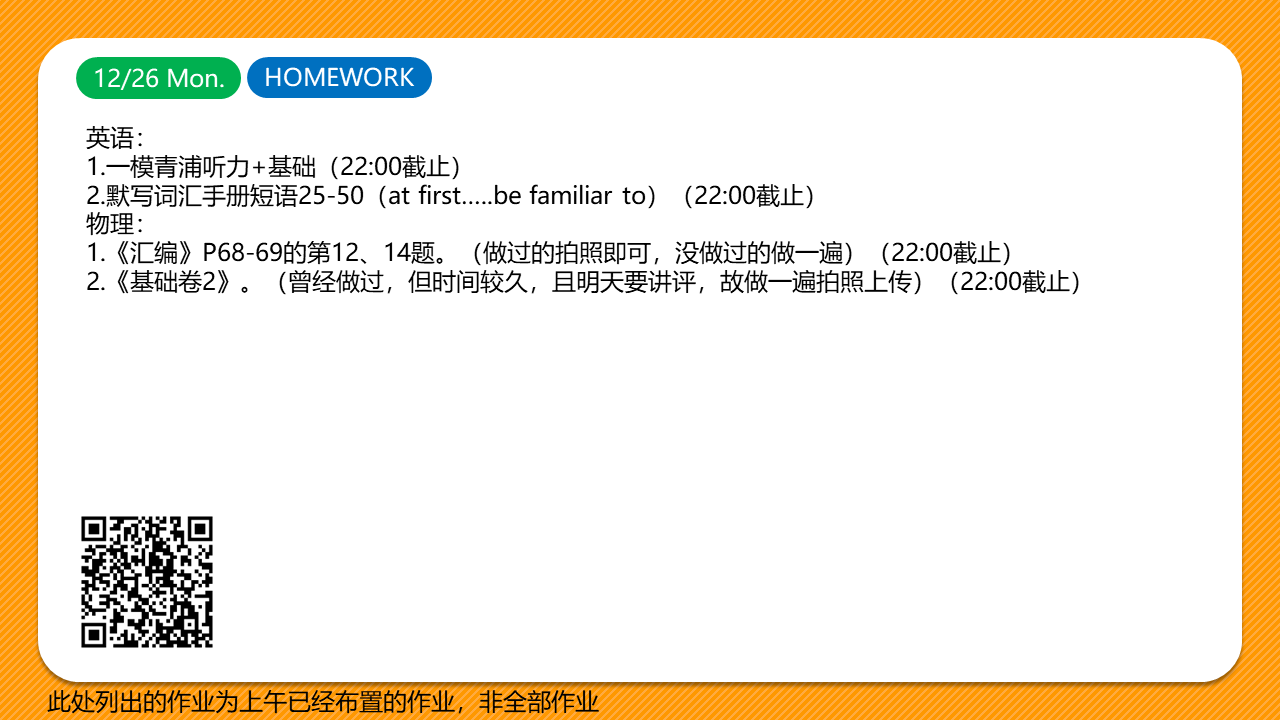 12/26 Mon. HOMEWORK
英语：
1.一模青浦听力+基础（22:00截止）
2.默写词汇手册短语25-50（at first.....be familiar to）（22:00截止）
物理：
1.《汇编》P68-69的第12、14题。（做过的拍照即可，没做过的做一遍）（22:00截止）
2.《基础卷2》。（曾经做过，但时间较久，且明天要讲评，故做一遍拍照上传）（22:00截止）
此处列出的作业为上午已经布置的作业，非全部作业